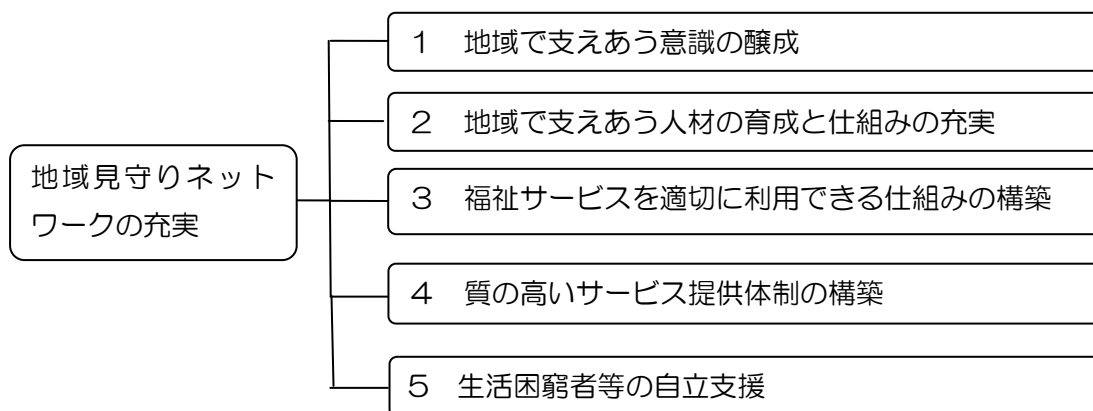 地域見守りネット
ワークの充実
１　地域で支えあう意識の醸成
２　地域で支えあう人材の育成と仕組みの充実
３　福祉サービスを適切に利用できる仕組みの構築
４　質の高いサービス提供体制の構築
５　生活困窮者等の自立支援